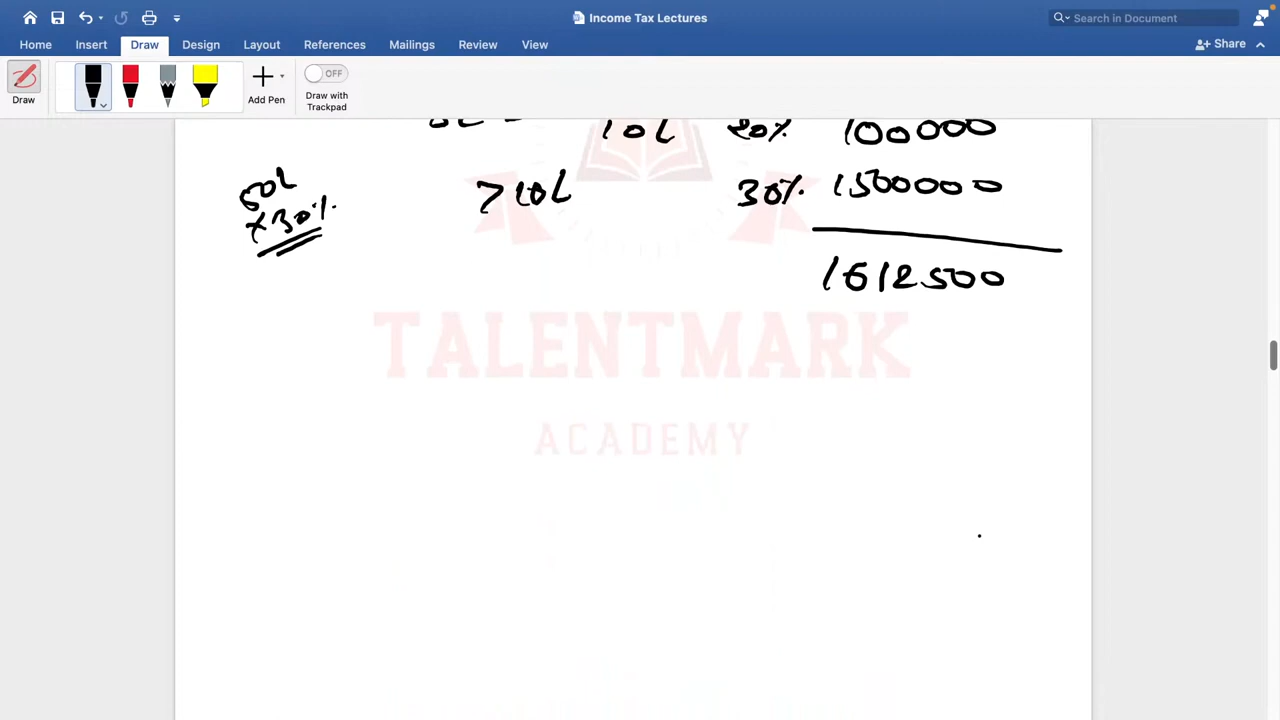 Income Tax Lectures
Search in Document
Home Insert Draw Design Layout References Mailings Review View
Share
Draw
Add Pen
OFF
Draw with
Trackpad
10L 20% 100000
50L
x 30%
>10L 30% 1500000
1612500
TALENTMARK
ACADEMY